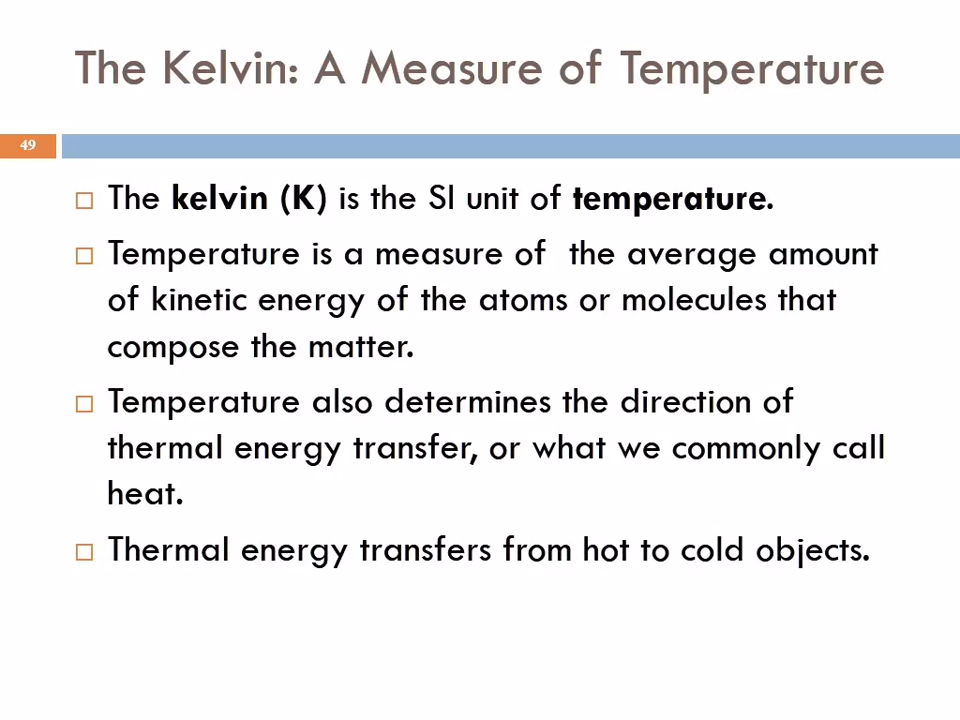 The Kelvin: A Measure of Temperature
49
The kelvin (K) is the SI unit of temperature.
Temperature is a measure of  the average amount
of kinetic energy of the atoms or molecules that
compose the matter.
Temperature also determines the direction of
thermal energy transfer, or what we commonly call
heat.
Thermal energy transfers from hot to cold objects.